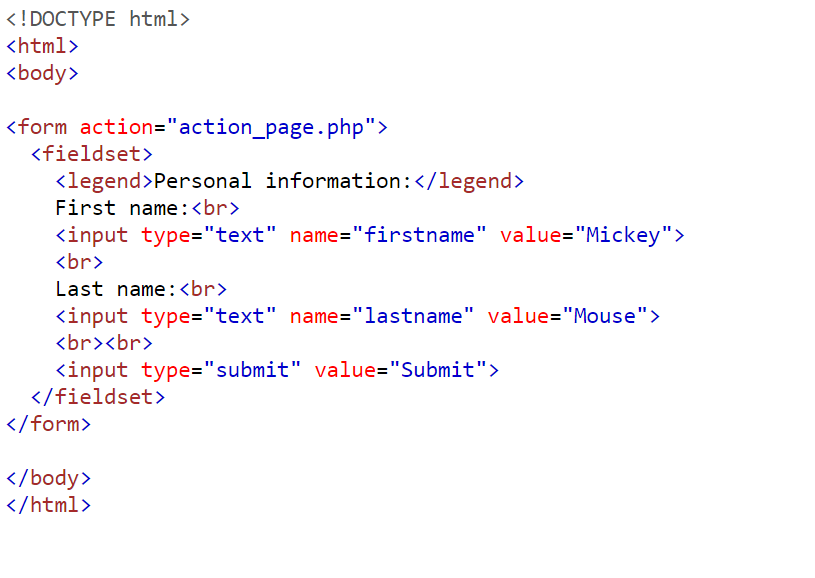 <!DOCTYPE html>
<html>
<body>

<form action="action_page.php">
  <fieldset>
    <legend>Personal information:</legend>
    First name:<br>
    <input type="text" name="firstname" value="Mickey">
    <br>
    Last name:<br>
    <input type="text" name="lastname" value="Mouse">
    <br><br>
    <input type="submit" value="Submit">
  </fieldset>
</form>

</body>
</html>